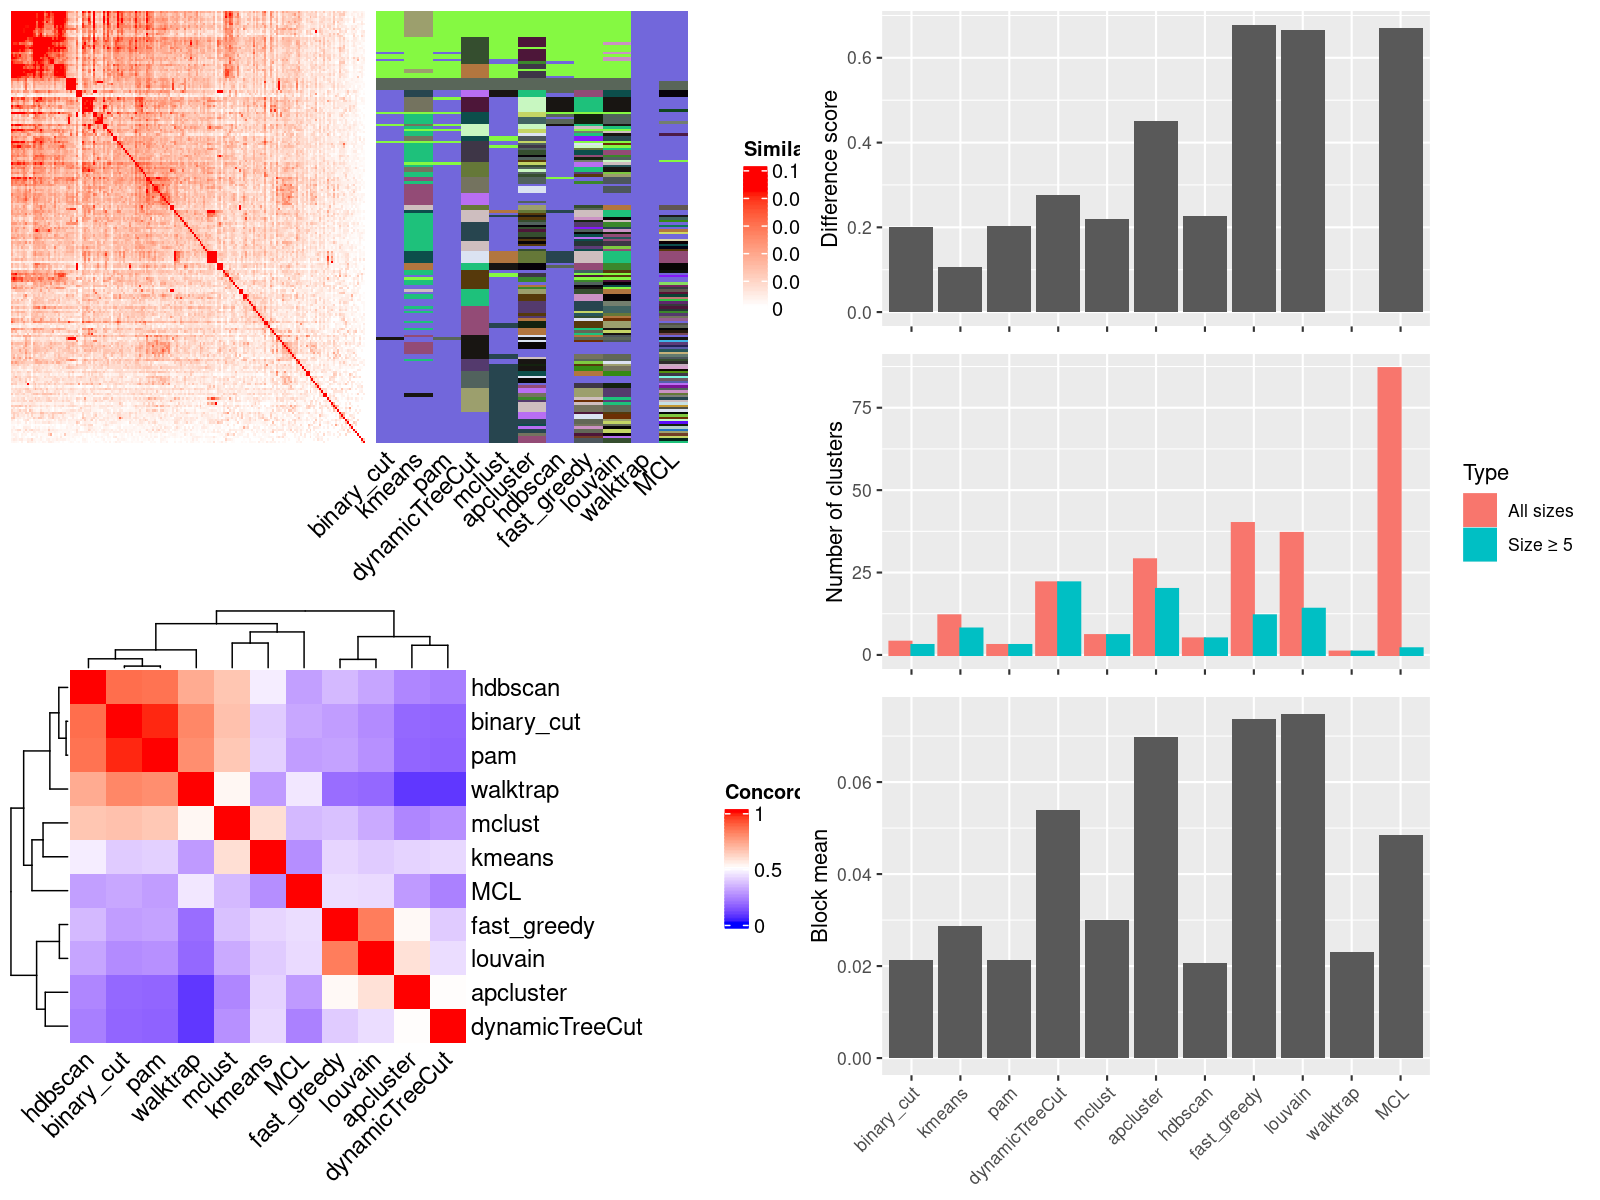 Simila
0.1
0.0
0.0
0.0
0.0
0
binary_cut
kmeans
pam
dynamicTreeCut
mclust
apcluster
hdbscan
fast_greedy
louvain
walktrap
MCL
hdbscan
binary_cut
pam
walktrap
mclust
kmeans
MCL
fast_greedy
louvain
apcluster
dynamicTreeCut
hdbscan
binary_cut
pam
walktrap
mclust
kmeans
MCL
fast_greedy
louvain
apcluster
dynamicTreeCut
Concord
1
0.5
0
Difference score
0.6
0.4
0.2
0.0
Number of clusters
75
50
25
0
Type
All sizes
Size ≥ 5
Block mean
0.06
0.04
0.02
0.00
binary_cut
kmeans
pam
dynamicTreeCut
mclust
apcluster
hdbscan
fast_greedy
louvain
walktrap
MCL